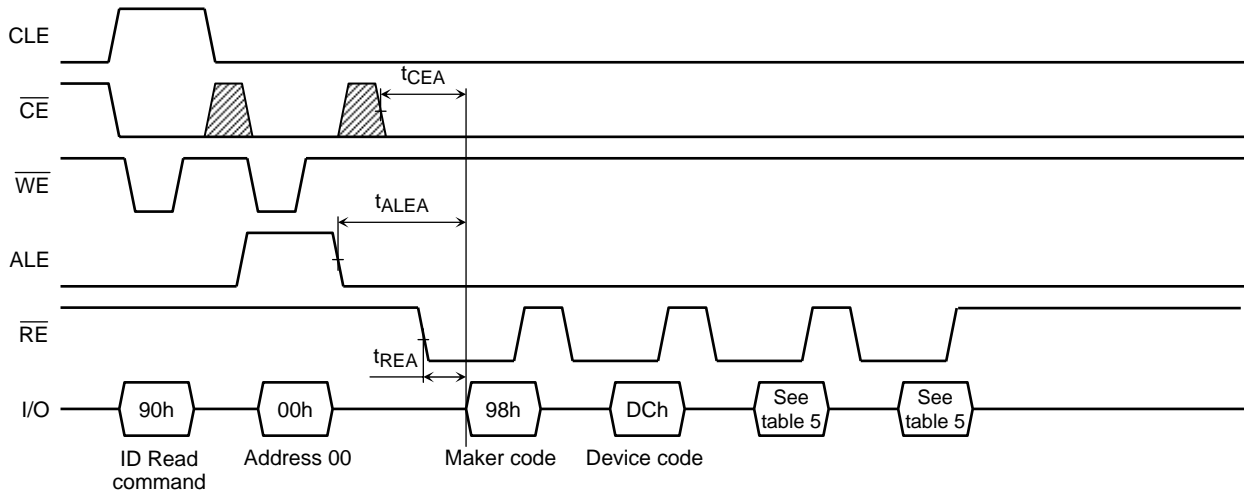 CLE
tCEA
CE
WE
tALEA
ALE
RE
tREA
I/O
90h
00h
98h
DCh
See
table 5
See
table 5
ID Read
command
Address 00
Maker code
Device code